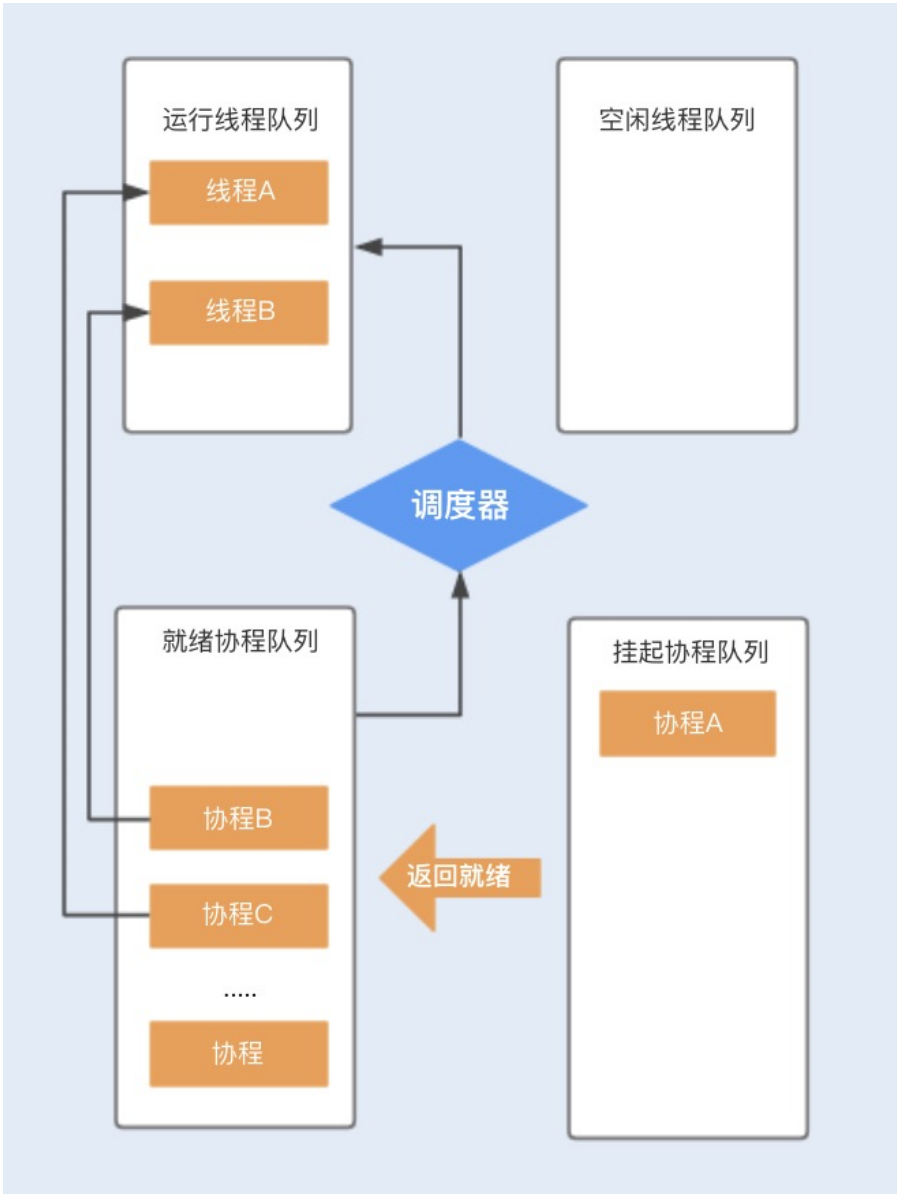 运行线程队列
线程A
线程B
空闲线程队列
调度器
就绪协程队列
协程B
协程C
.....
协程
挂起协程队列
协程A
返回就绪